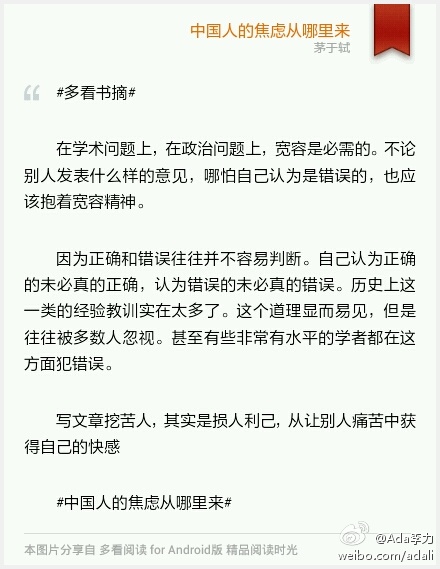 中国人的焦虑从哪里来
茅于轼
#多看书摘#
在学术问题上，在政治问题上，宽容是必需的。不论
别人发表什么样的意见，哪怕自己认为是错误的，也应
该抱着宽容精神。
因为正确和错误往往并不容易判断。自己认为正确
的未必真的正确，认为错误的未必真的错误。历史上这
一类的经验教训实在太多了。这个道理显而易见，但是
往往被多数人忽视。甚至有些非常有水平的学者都在这
方面犯错误。
写文章挖苦人，其实是损人利己，从让别人痛苦中获
得自己的快感
#中国人的焦虑从哪里来#
本图片分享自 多看阅读 for Android版 精品阅读时光
@Ada李力
weibo.com/adali